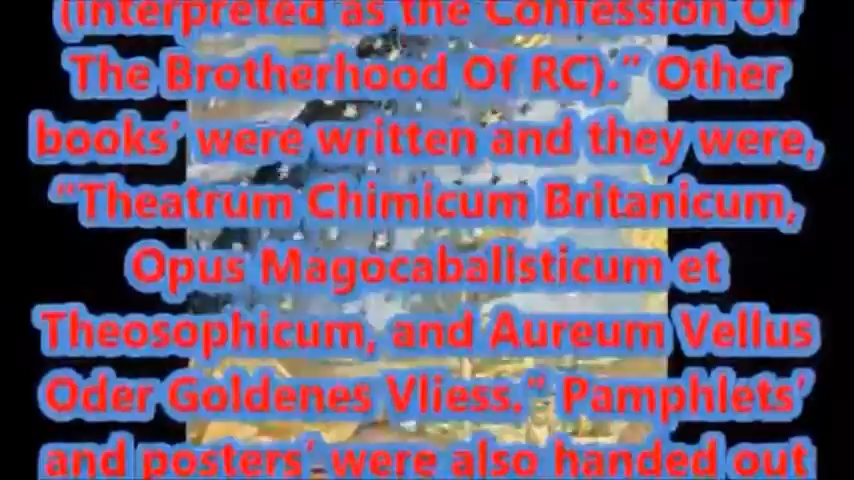 (Interpreted as the Confession Of
The Brotherhood Of RC).” Other
books’ were written and they were,
“Theatrum Chimicum Britanicum,
Opus Magocaballsticum et
Theosophicum, and Aureum Vellus
Oder Goldenes Vliess.” Pamphlets’
and posters’ were also handed out